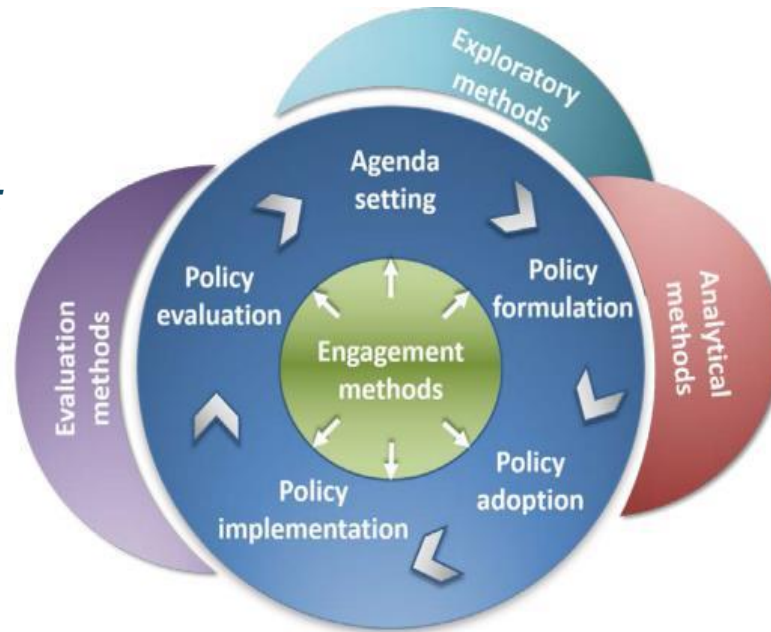 Exploratory
methods
Agenda
setting
Policy
formulation
Analytical
methods
Policy
adoption
Policy
implementation
Policy
evaluation
Evaluation
methods
Engagement
methods